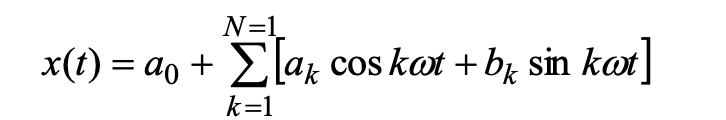 x(t) = a₀ + ∑_{k=1}^{N=1} [aₖ cos kωt + bₖ sin kωt]